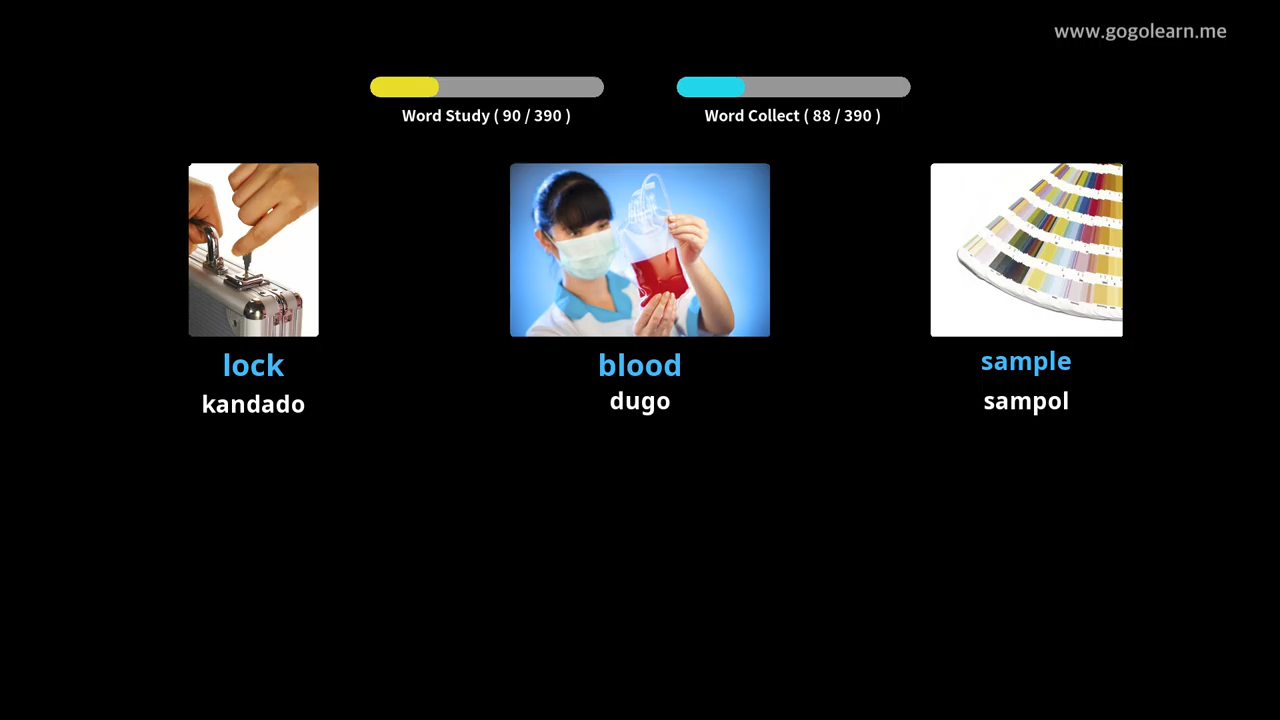 www.gogolearn.me
Word Study ( 90 / 390 )
Word Collect ( 88 / 390 )
lock
kandado
blood
dugo
sample
sampol